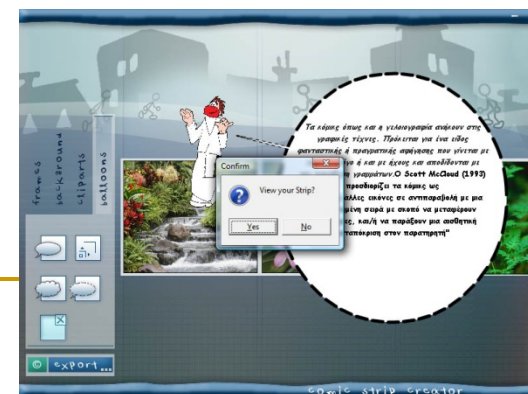 Τα κόμικς όπως και η γελοιογραφία ανήκουν στις
γραφικές τέχνες. Πρόκειται για ένα είδος
φανταστικής ή πραγματικής αφήγησης που γίνεται με
ή και με ήχους και αποδίδονται με
γραμμάτων.Ο Scott McCloud (1993)
προσδιορίζει τα κόμικς ως
εικόνες σε αντιπαραβολή με μια
σειρά με σκοπό να μεταφέρουν
και/ή να παράξουν μια αισθητική
στον παρατηρητή"
Confirm
View your Strip?
Yes
No
frames
background
cliparts
balloons
© export...
comic strip creator